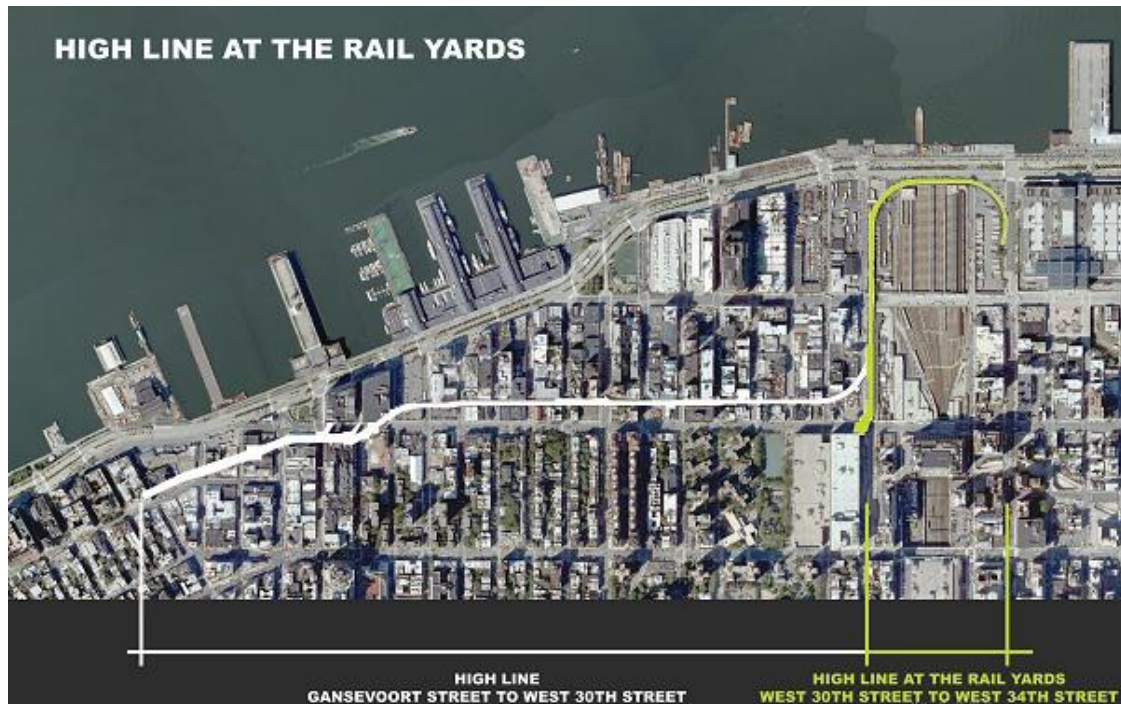 HIGH LINE AT THE RAIL YARDS
HIGH LINE
GANSEVOORT STREET TO WEST 30TH STREET
HIGH LINE AT THE RAIL YARDS
WEST 30TH STREET TO WEST 34TH STREET